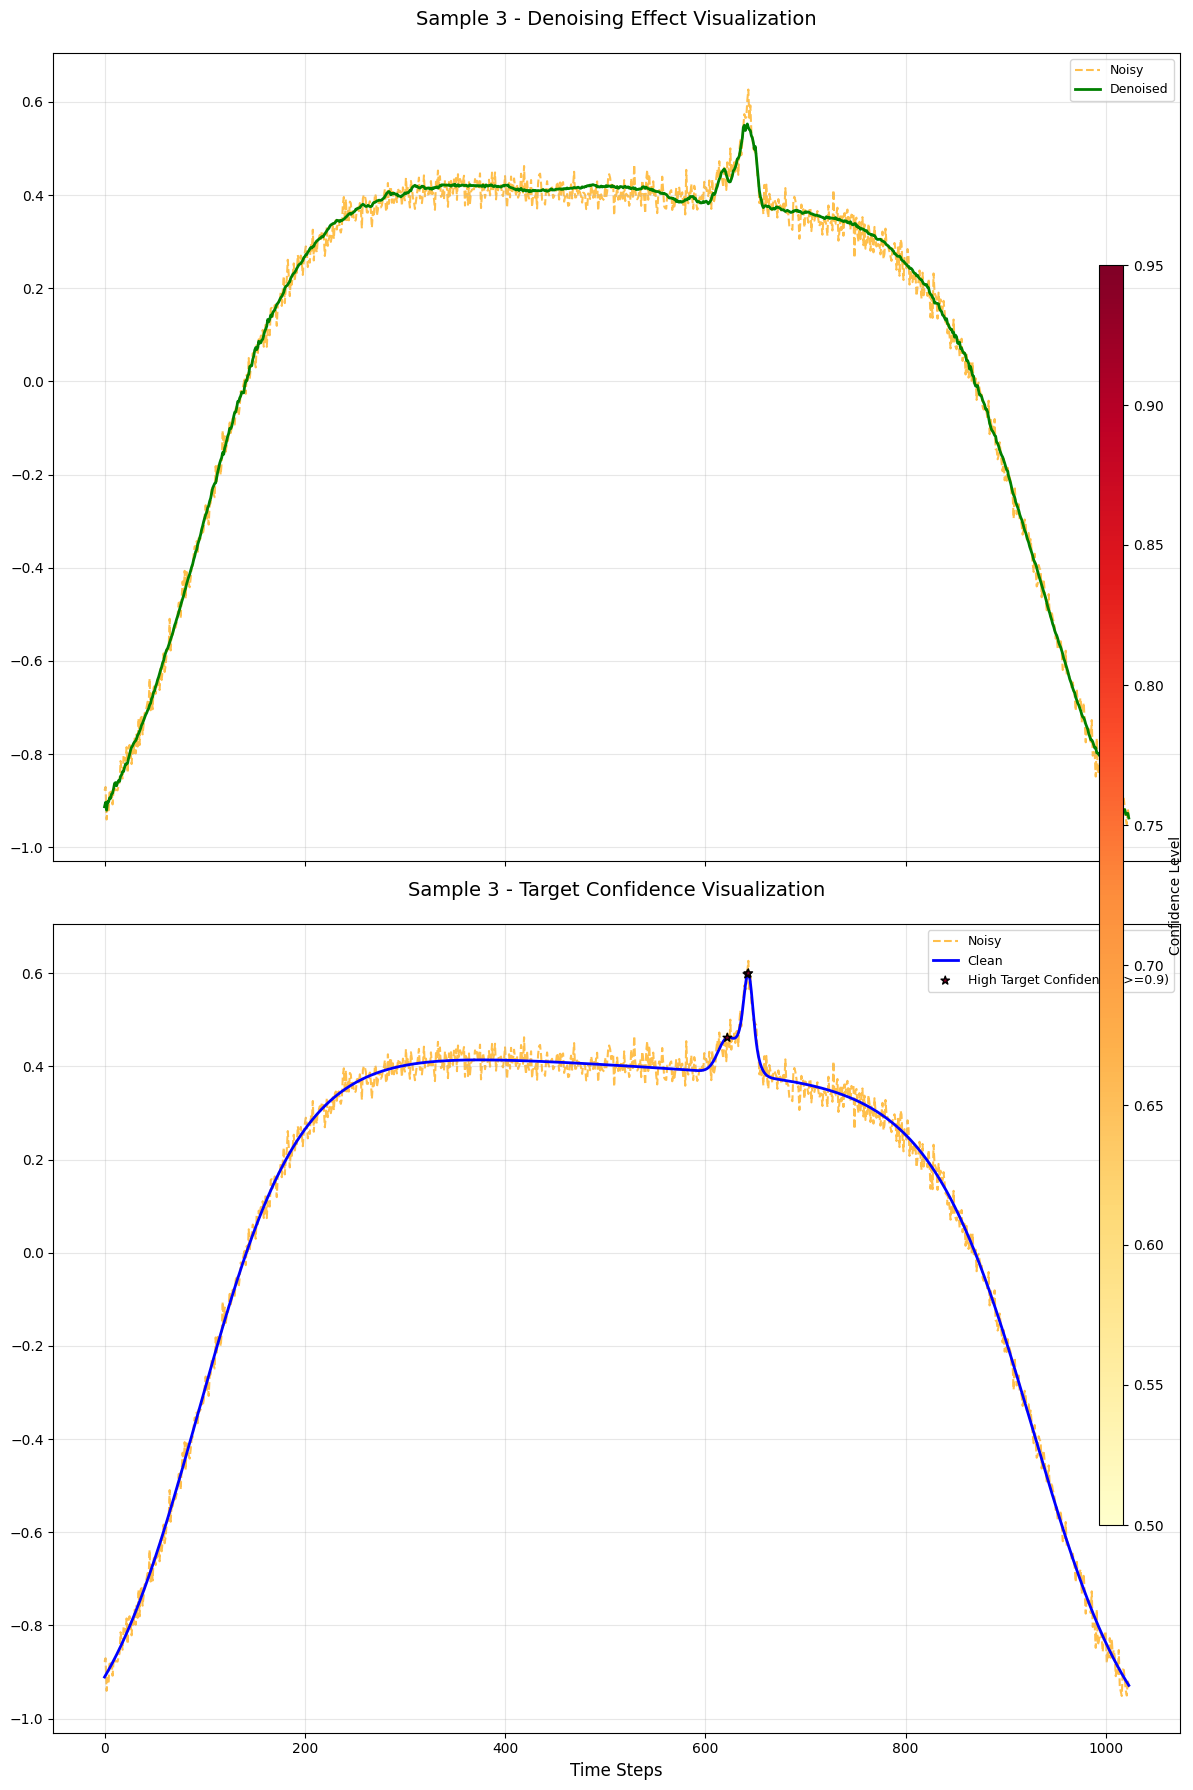 Sample 3 - Denoising Effect Visualization
Noisy
Denoised
0.6
0.4
0.2
0.0
−0.2
−0.4
−0.6
−0.8
−1.0
0.95
0.90
0.85
0.80
0.75
0.70
0.65
0.60
0.55
0.50
Confidence Level
Sample 3 - Target Confidence Visualization
Noisy
Clean
High Target Confiden >=0.9)
0.6
0.4
0.2
0.0
−0.2
−0.4
−0.6
−0.8
−1.0
0 200 400 600 800 1000
Time Steps